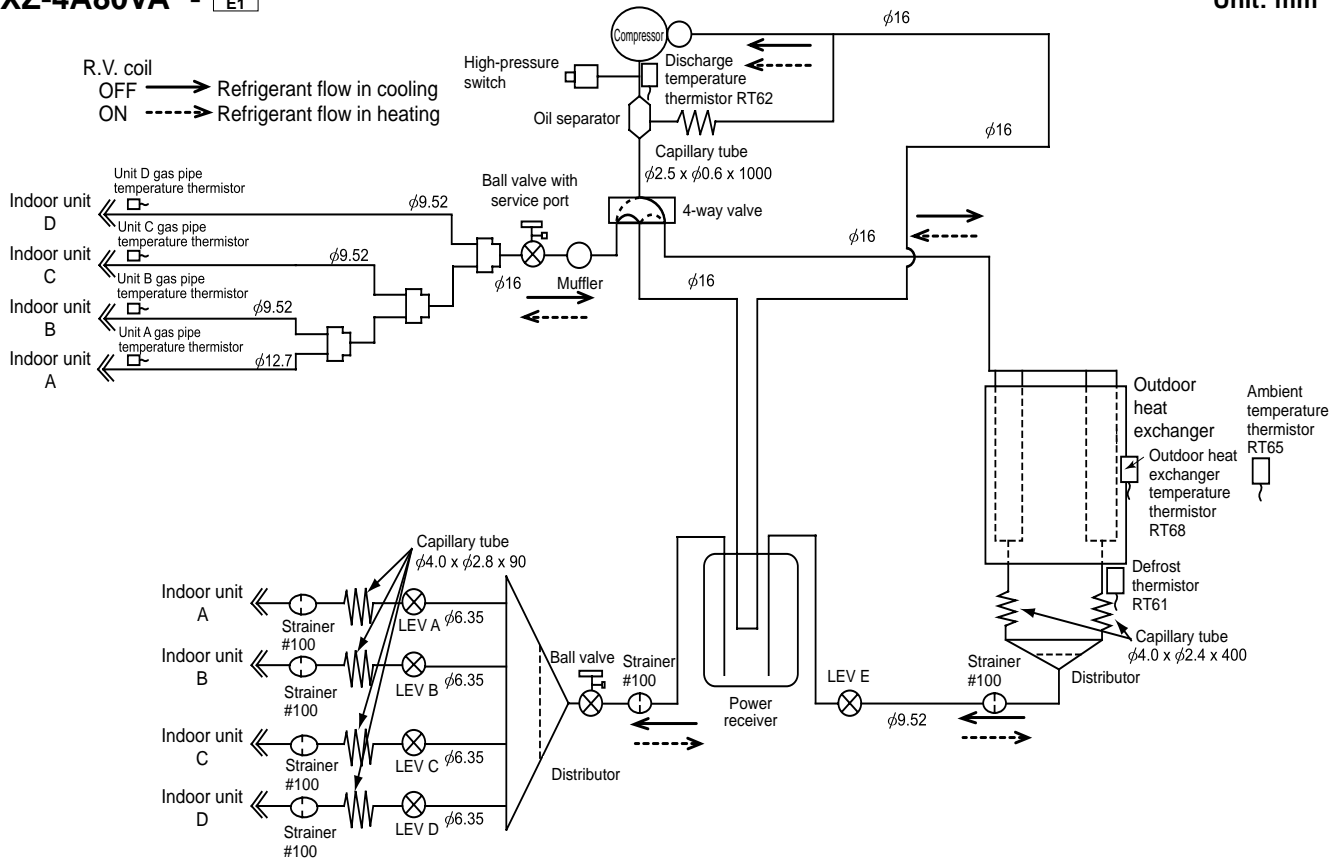 XZ-4A80VA - E1
Unit: mm
R.V. coil
OFF Refrigerant flow in cooling
ON Refrigerant flow in heating
Compressor
High-pressure
switch
Discharge
temperature
thermistor RT62
Oil separator
Capillary tube
ϕ2.5 x ϕ0.6 x 1000
4-way valve
ϕ16
ϕ16
ϕ16
ϕ16
Ball valve with
service port
ϕ16
Muffler
Indoor unit
D
Unit D gas pipe
temperature thermistor
ϕ9.52
Indoor unit
C
Unit C gas pipe
temperature thermistor
ϕ9.52
Indoor unit
B
Unit B gas pipe
temperature thermistor
ϕ9.52
Indoor unit
A
Unit A gas pipe
temperature thermistor
ϕ12.7
Outdoor
heat
exchanger
Ambient
temperature
thermistor
RT65
Outdoor heat
exchanger
temperature
thermistor
RT68
Defrost
thermistor
RT61
Capillary tube
ϕ4.0 x ϕ2.4 x 400
Distributor
Strainer
#100
ϕ9.52
LEV E
Power
receiver
Strainer
#100
Ball valve
Distributor
Capillary tube
ϕ4.0 x ϕ2.8 x 90
Indoor unit
A
Strainer
#100
LEV A
ϕ6.35
Indoor unit
B
Strainer
#100
LEV B
ϕ6.35
Indoor unit
C
Strainer
#100
LEV C
ϕ6.35
Indoor unit
D
Strainer
#100
LEV D
ϕ6.35